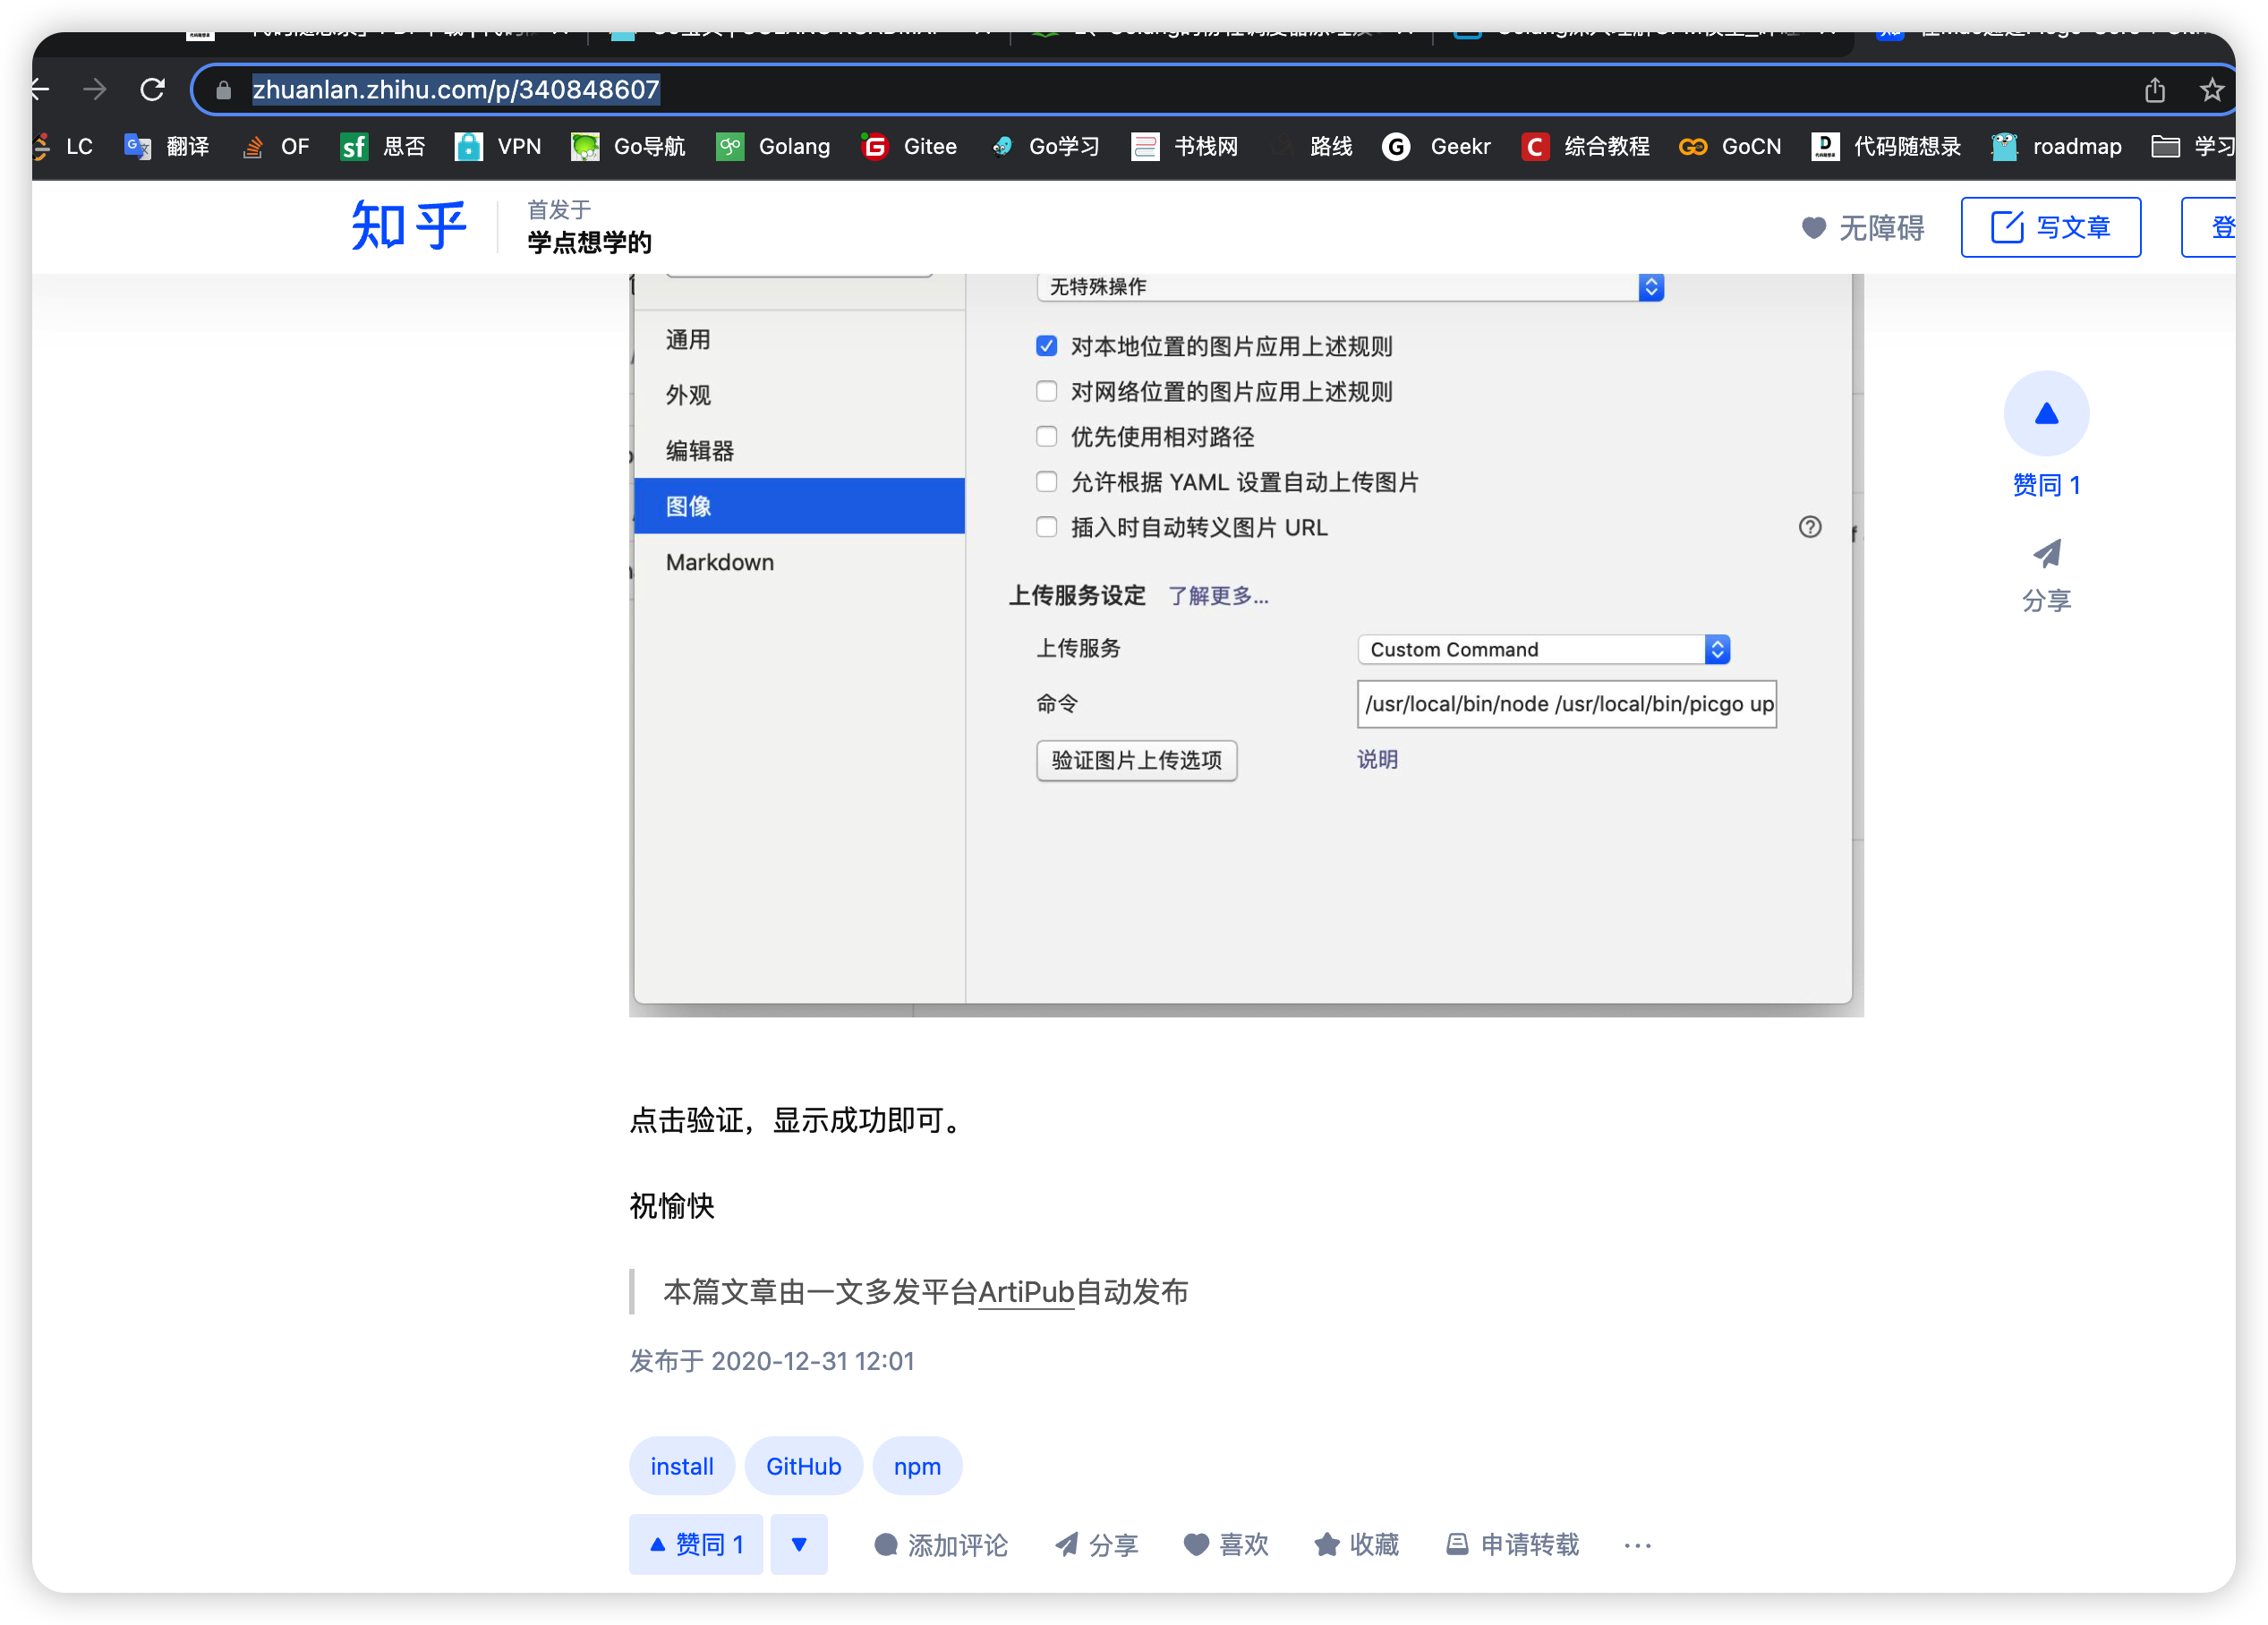 zhuanlan.zhihu.com/p/340848607
LC 翻译 OF 思否 VPN Go导航 Golang Gitee Go学习 书栈网 路线 Geekr 综合教程 GoCN 代码随想录 roadmap 学习
知乎
首发于
学点想学的
无障碍
写文章
登
无特殊操作
通用
外观
编辑器
图像
Markdown
对本地位置的图片应用上述规则
对网络位置的图片应用上述规则
优先使用相对路径
允许根据 YAML 设置自动上传图片
插入时自动转义图片 URL
上传服务设定 了解更多...
上传服务 Custom Command
命令 /usr/local/bin/node /usr/local/bin/picgo up
验证图片上传选项 说明
赞同 1
分享
点击验证，显示成功即可。
祝愉快
本篇文章由一文多发平台ArtiPub自动发布
发布于 2020-12-31 12:01
install GitHub npm
赞同 1 添加评论 分享 喜欢 收藏 申请转载